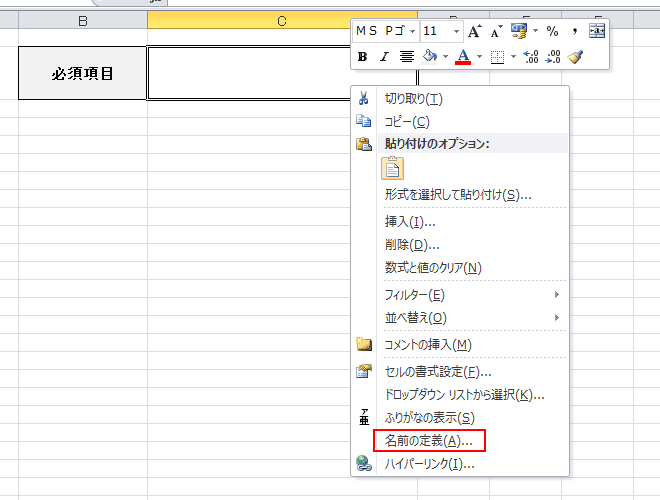 B C
ＭＳ Ｐゴ 11 A A % ,
B I A .00 .00
必須項目
切り取り(T)
コピー(C)
貼り付けのオプション:
形式を選択して貼り付け(S)...
挿入(I)...
削除(D)...
数式と値のクリア(N)
フィルター(E)
並べ替え(O)
コメントの挿入(M)
セルの書式設定(F)...
ドロップダウン リストから選択(K)...
ア亜 ふりがなの表示(S)
名前の定義(A)...
ハイパーリンク(I)...